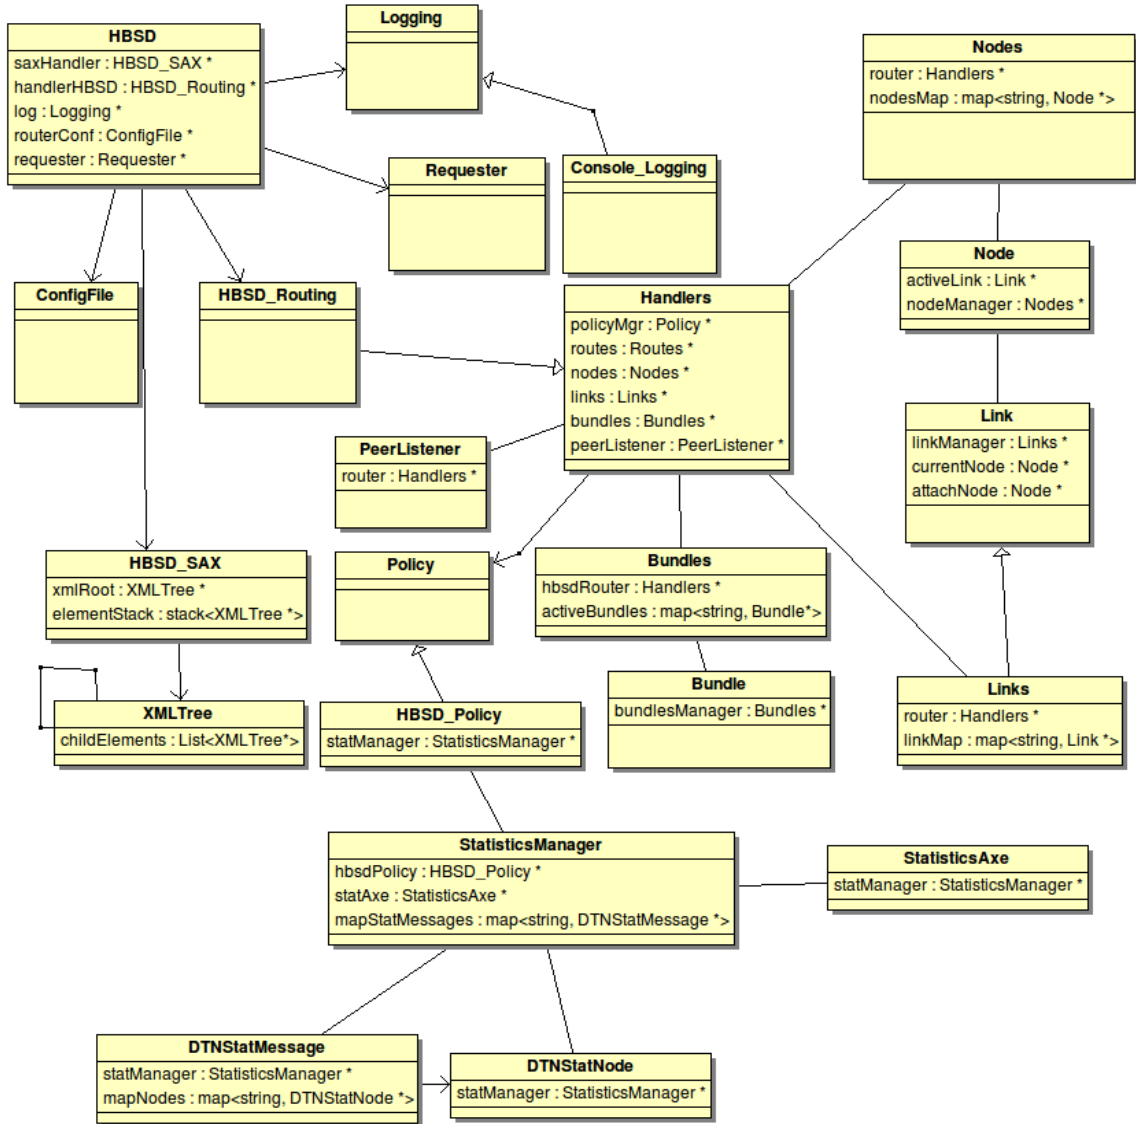 HBSD
saxHandler : HBSD_SAX *
handlerHBSD : HBSD_Routing *
log : Logging *
routerConf : ConfigFile *
requester : Requester *
Logging
Nodes
router : Handlers *
nodesMap : map<string, Node *>
Requester
Console_Logging
Node
activeLink : Link *
nodeManager : Nodes *
ConfigFile
HBSD_Routing
Handlers
policyMgr : Policy *
routes : Routes *
nodes : Nodes *
links : Links *
bundles : Bundles *
peerListener : PeerListener *
Link
linkManager : Links *
currentNode : Node *
attachNode : Node *
PeerListener
router : Handlers *
HBSD_SAX
xmlRoot : XMLTree *
elementStack : stack<XMLTree *>
Policy
Bundles
hbsdRouter : Handlers *
activeBundles : map<string, Bundle*>
XMLTree
childElements : List<XMLTree*>
HBSD_Policy
statManager : StatisticsManager *
Bundle
bundlesManager : Bundles *
Links
router : Handlers *
linkMap : map<string, Link *>
StatisticsManager
hbsdPolicy : HBSD_Policy *
statAxe : StatisticsAxe *
mapStatMessages : map<string, DTNStatMessage *>
StatisticsAxe
statManager : StatisticsManager *
DTNStatMessage
statManager : StatisticsManager *
mapNodes : map<string, DTNStatNode *>
DTNStatNode
statManager : StatisticsManager *